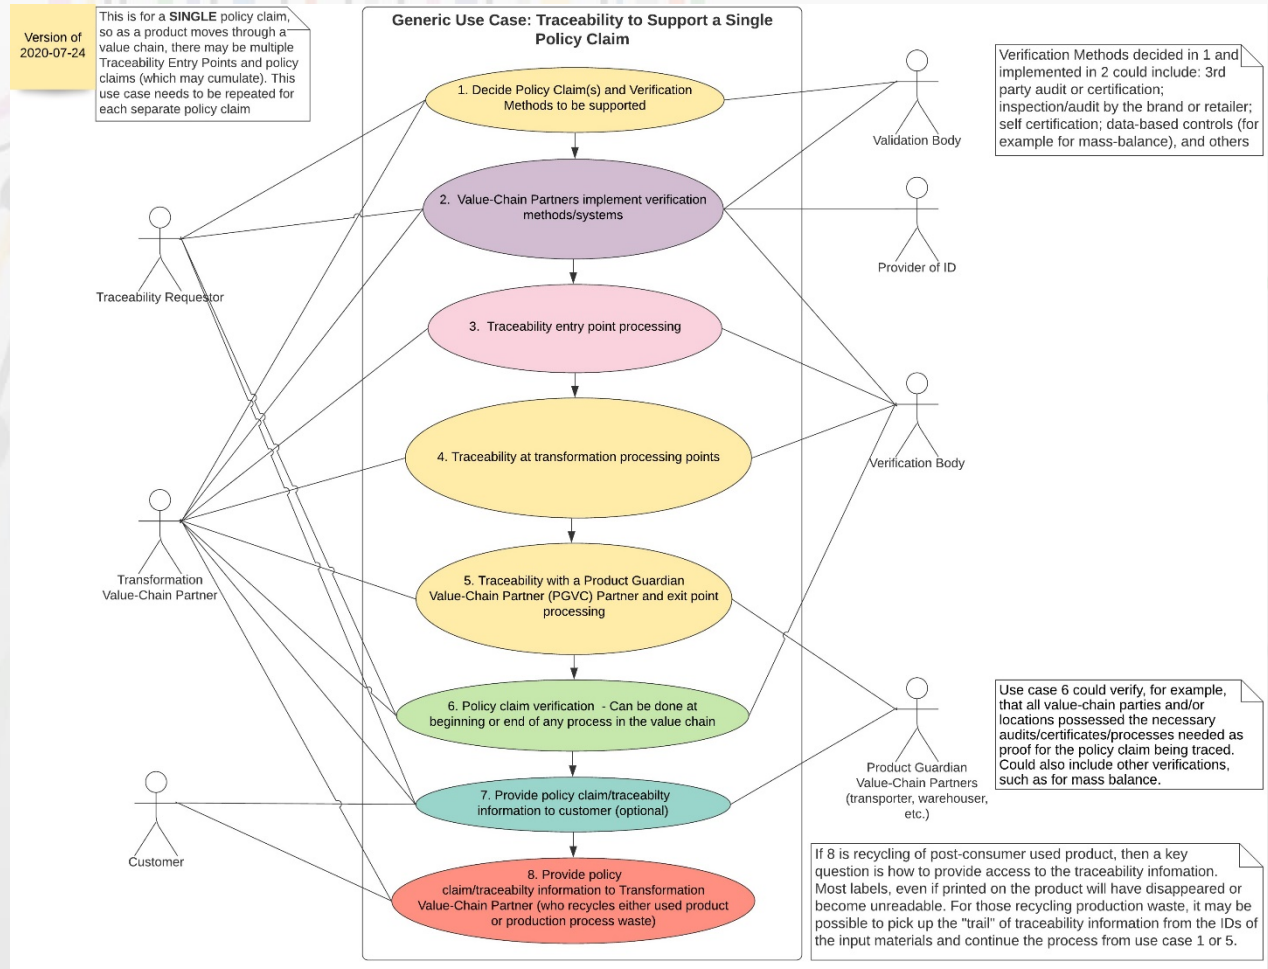 Version of
2020-07-24
This is for a SINGLE policy claim,
so as a product moves through a
value chain, there may be multiple
Traceability Entry Points and policy
claims (which may cumulate). This
use case needs to be repeated for
each separate policy claim
Generic Use Case: Traceability to Support a Single
Policy Claim
1. Decide Policy Claim(s) and Verification
Methods to be supported
2. Value-Chain Partners implement verification
methods/systems
3. Traceability entry point processing
4. Traceability at transformation processing points
5. Traceability with a Product Guardian
Value-Chain Partner (PGVC) Partner and exit point
processing
6. Policy claim verification - Can be done at
beginning or end of any process in the value chain
7. Provide policy claim/traceabilty
information to customer (optional)
8. Provide policy
claim/traceabilty information to Transformation
Value-Chain Partner (who recycles either used product
or production process waste)
Traceability Requestor
Transformation
Value-Chain Partner
Customer
Validation Body
Provider of ID
Verification Body
Product Guardian
Value-Chain Partners
(transporter, warehouser,
etc.)
Verification Methods decided in 1 and
implemented in 2 could include: 3rd
party audit or certification;
inspection/audit by the brand or retailer;
self certification; data-based controls (for
example for mass-balance), and others
Use case 6 could verify, for example,
that all value-chain parties and/or
locations possessed the necessary
audits/certificates/processes needed as
proof for the policy claim being traced.
Could also include other verifications,
such as for mass balance.
If 8 is recycling of post-consumer used product, then a key
question is how to provide access to the traceability infomation.
Most labels, even if printed on the product will have disappeared or
become unreadable. For those recycling production waste, it may be
possible to pick up the "trail" of traceability information from the IDs of
the input materials and continue the process from use case 1 or 5.